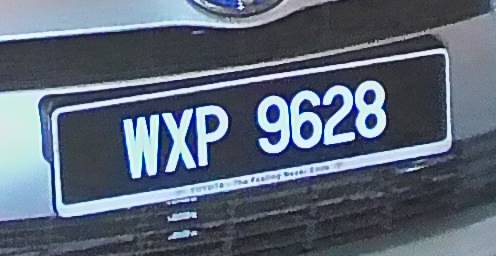 WXP 9628
TOYOTA - The Feeling Never Ends